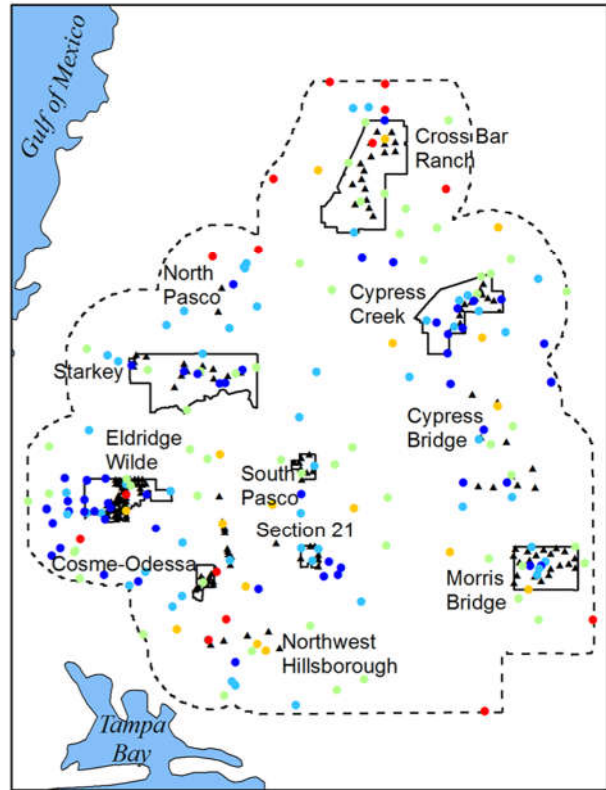 Gulf of Mexico
Cross Bar
Ranch
North
Pasco
Cypress
Creek
Starkey
Cypress
Bridge
Eldridge
Wilde
South
Pasco
Section 21
Cosme-Odessa
Morris
Bridge
Northwest
Hillsborough
Tampa
Bay